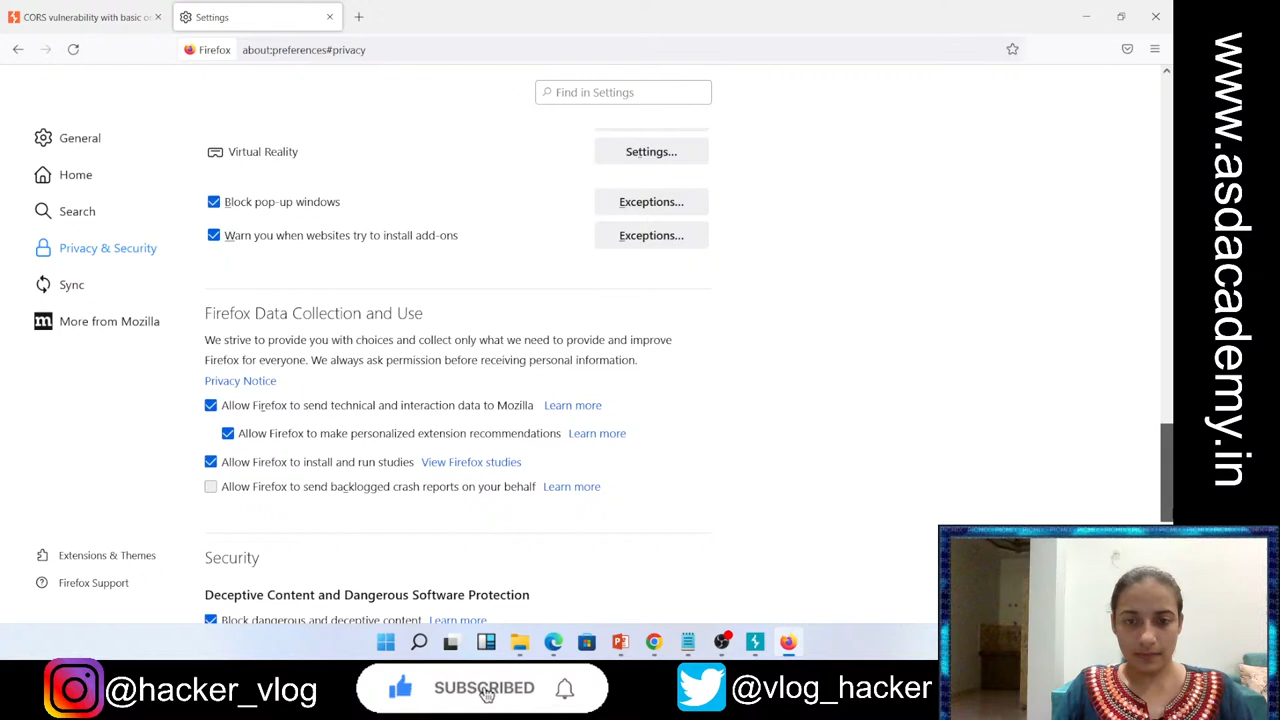 CORS vulnerability with basic o
Settings
Firefox
about:preferences#privacy
Find in Settings
General
Home
Search
Privacy & Security
Sync
More from Mozilla
Extensions & Themes
Firefox Support
Virtual Reality
Settings...
Block pop-up windows
Exceptions...
Warn you when websites try to install add-ons
Exceptions...
Firefox Data Collection and Use
We strive to provide you with choices and collect only what we need to provide and improve
Firefox for everyone. We always ask permission before receiving personal information.
Privacy Notice
Allow Firefox to send technical and interaction data to Mozilla Learn more
Allow Firefox to make personalized extension recommendations Learn more
Allow Firefox to install and run studies View Firefox studies
Allow Firefox to send backlogged crash reports on your behalf Learn more
Security
Deceptive Content and Dangerous Software Protection
Block dangerous and deceptive content Learn more
www.asdacademy.in
@hacker_vlog
SUBSCRIBED
@vlog_hacker